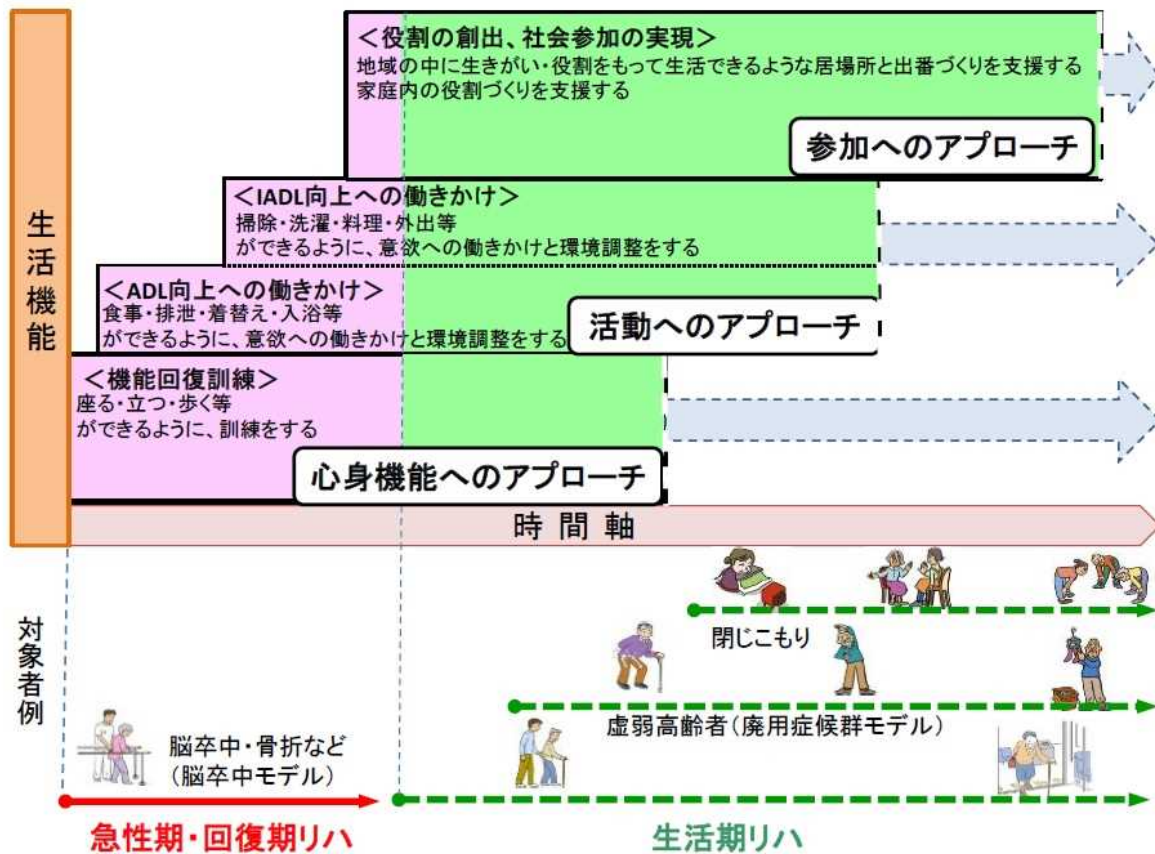 ＜役割の創出、社会参加の実現＞
地域の中に生きがい・役割をもって生活できるような居場所と出番づくりを支援する
家庭内の役割づくりを支援する
参加へのアプローチ
＜IADL向上への働きかけ＞
掃除・洗濯・料理・外出等
ができるように、意欲への働きかけと環境調整をする
＜ADL向上への働きかけ＞
食事・排泄・着替え・入浴等
ができるように、意欲への働きかけと環境調整をする
活動へのアプローチ
＜機能回復訓練＞
座る・立つ・歩く等
ができるように、訓練をする
心身機能へのアプローチ
生活機能
時間軸
対象者例
閉じこもり
虚弱高齢者（廃用症候群モデル）
脳卒中・骨折など
（脳卒中モデル）
急性期・回復期リハ
生活期リハ